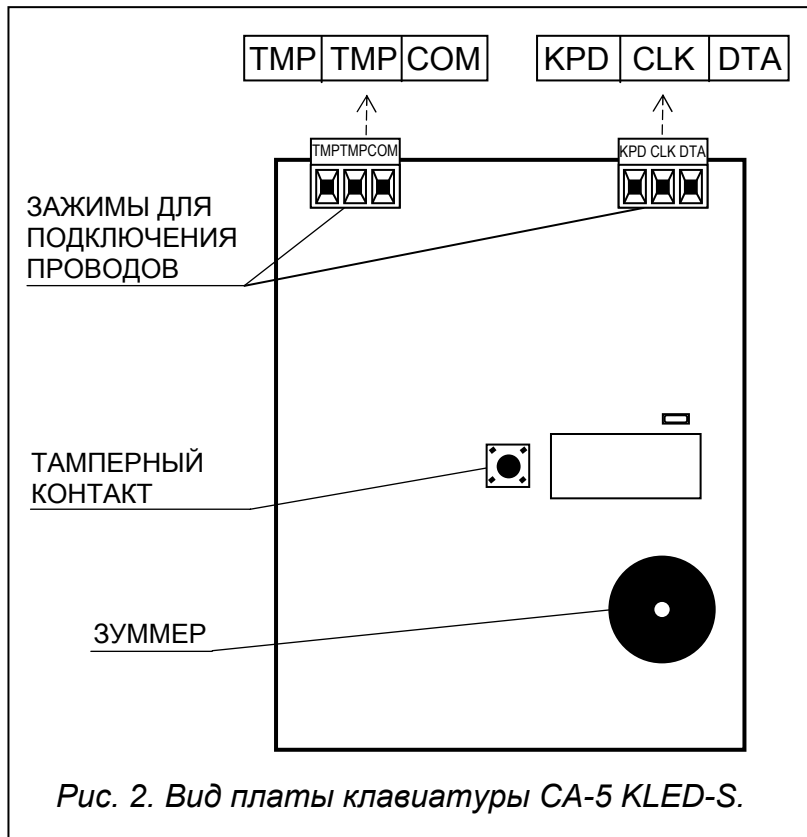 TMP TMP COM KPD CLK DTA
TMPTMPCOM KPD CLK DTA
ЗАЖИМЫ ДЛЯ
ПОДКЛЮЧЕНИЯ
ПРОВОДОВ
ТАМПЕРНЫЙ
КОНТАКТ
ЗУММЕР
Рис. 2. Вид платы клавиатуры CA-5 KLED-S.